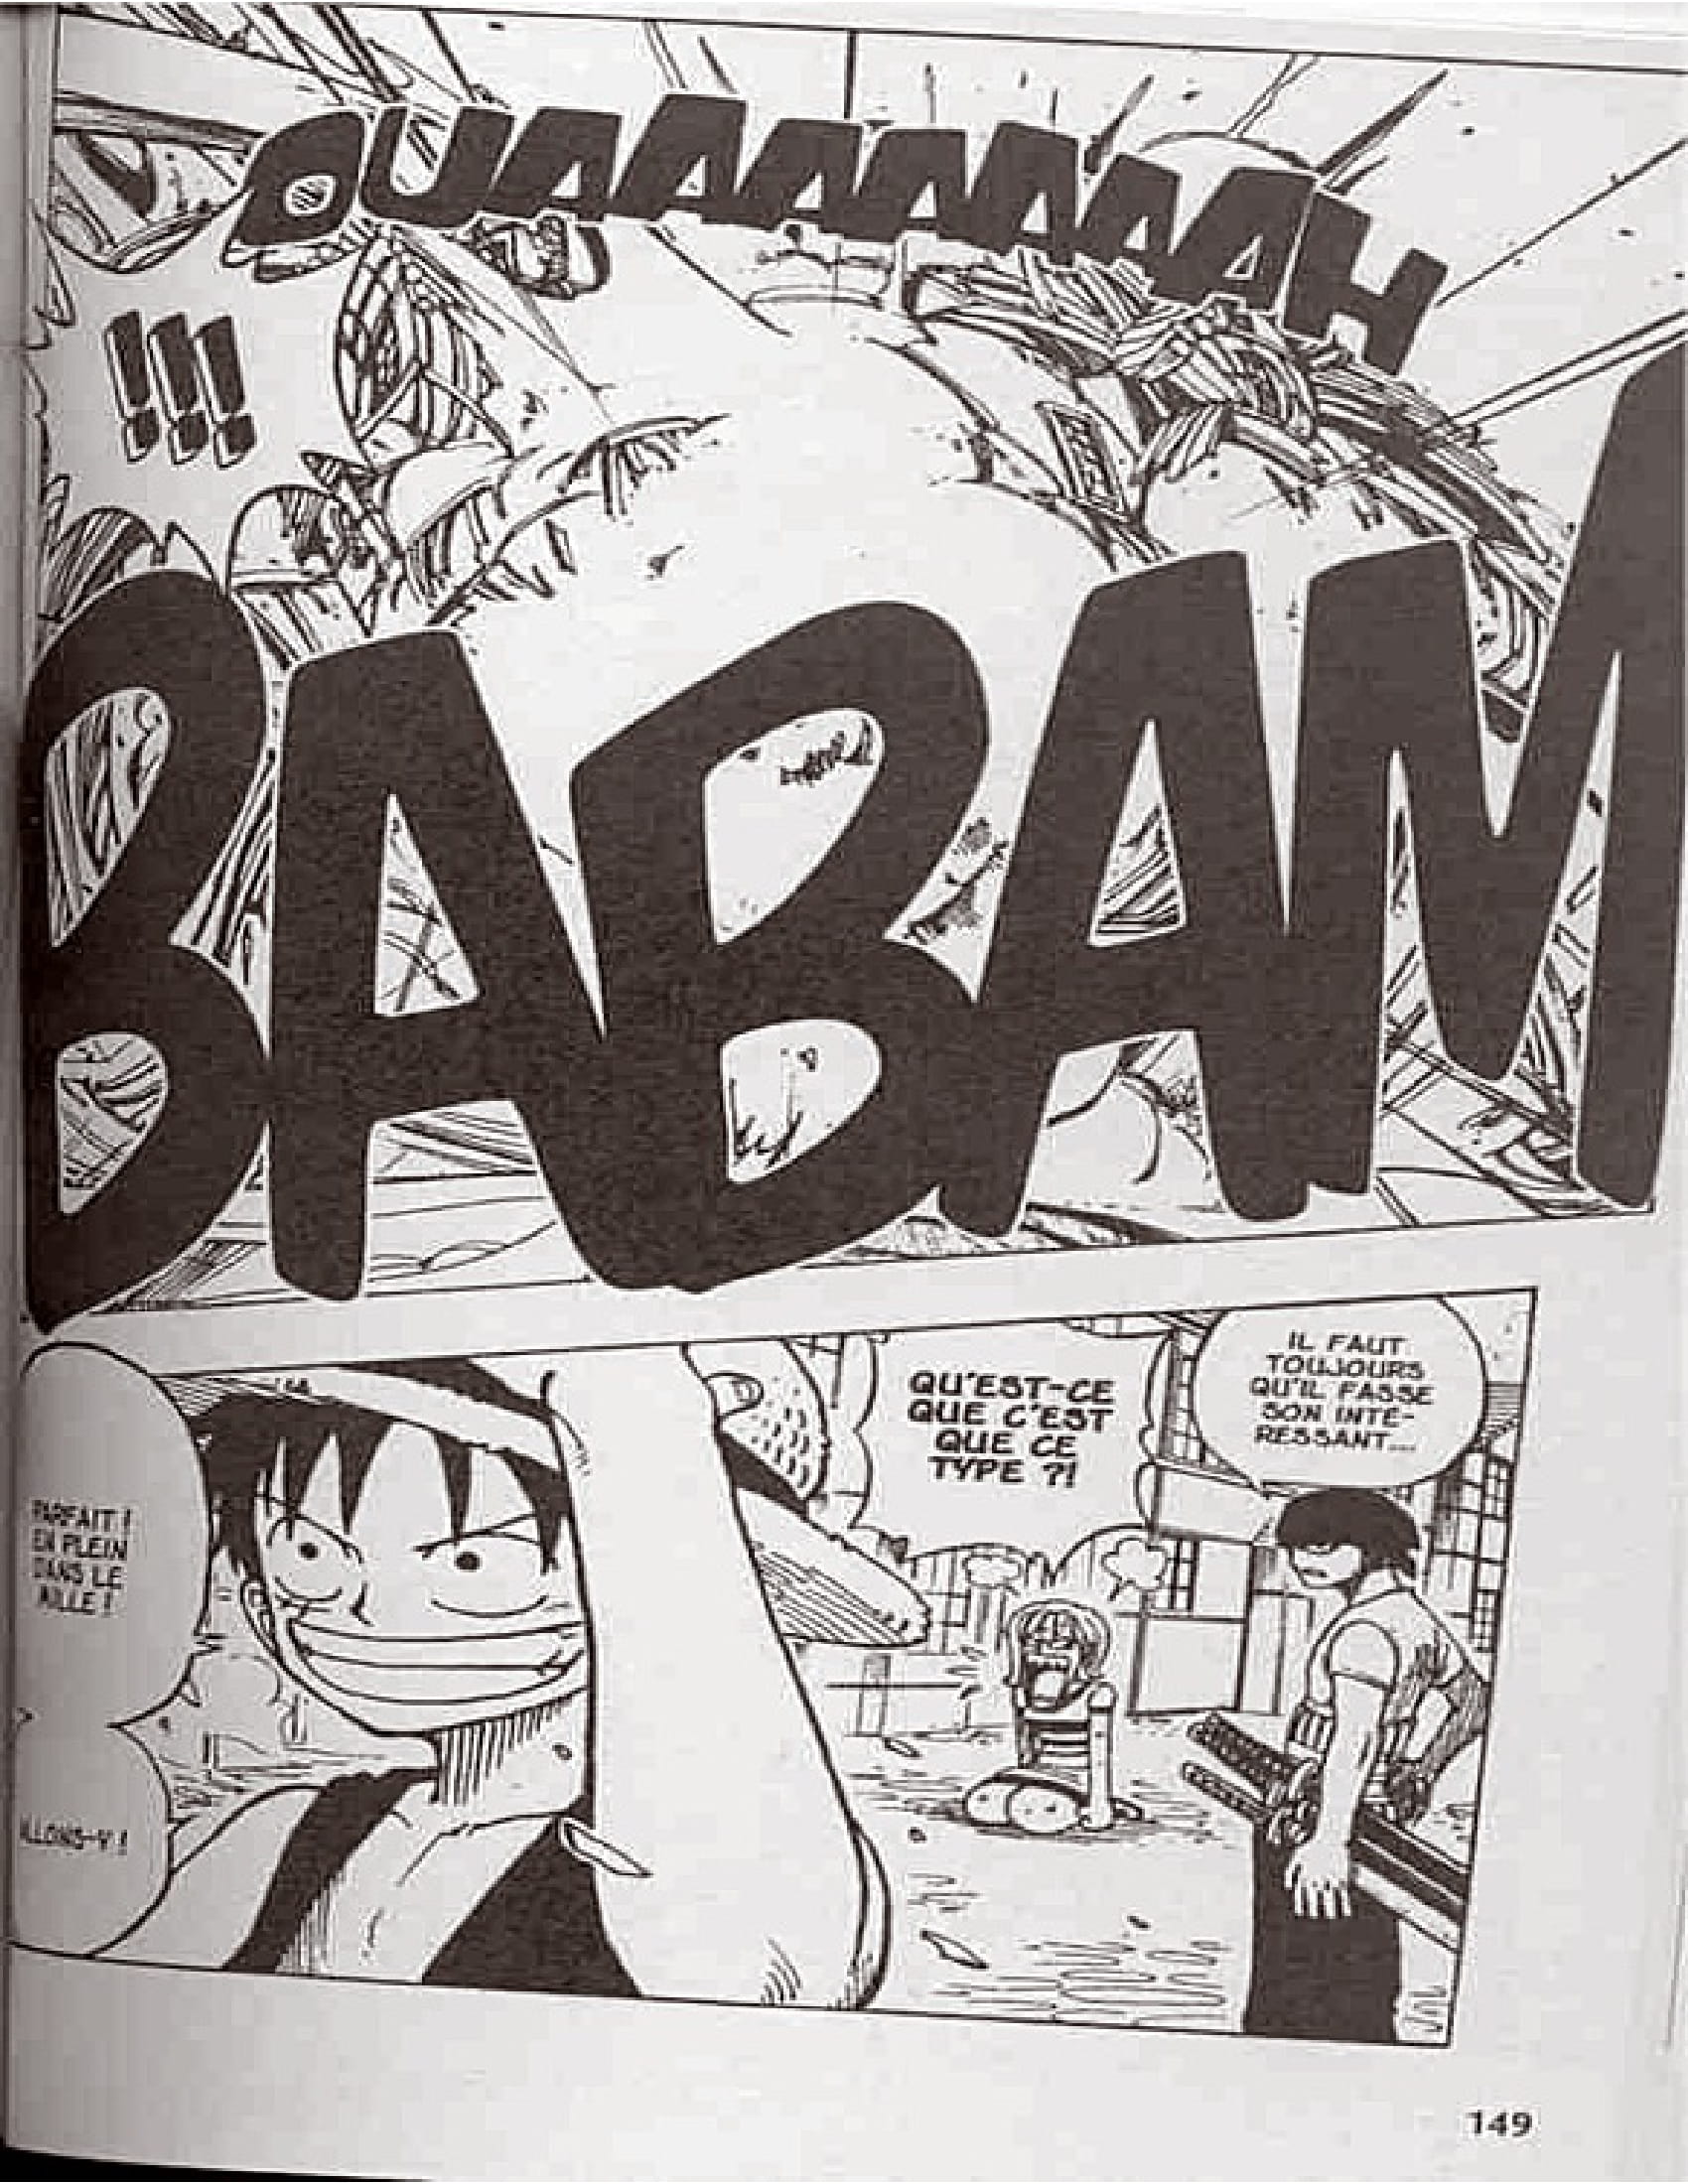 OUAAAAAAAAH
!!!
BABAM
IL FAUT
TOUJOURS
QU'IL FASSE
SON INTÉ-
RESSANT...
QU'EST-CE
QUE C'EST
QUE CE
TYPE ?!
PARFAIT !
EN PLEIN
DANS LE
MILLE !
ALLONS-Y !
149